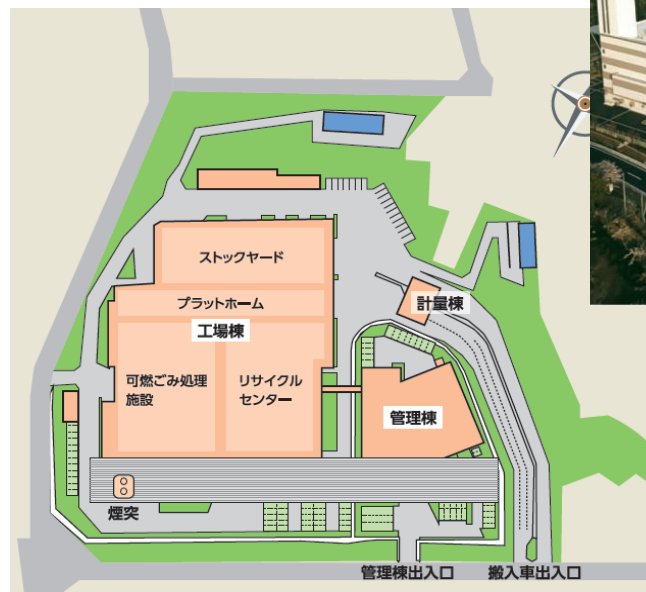 ストックヤード
プラットホーム
工場棟
計量棟
可燃ごみ処理
施設
リサイクル
センター
管理棟
煙突
管理棟出入口
搬入車出入口